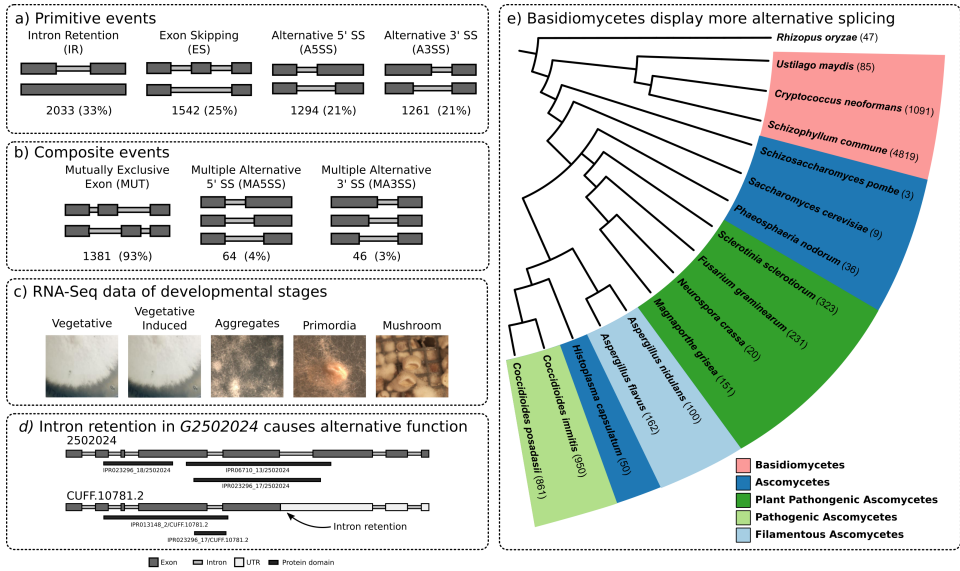 a) Primitive events
Intron Retention
(IR)
2033 (33%)
Exon Skipping
(ES)
1542 (25%)
Alternative 5' SS
(A5SS)
1294 (21%)
Alternative 3' SS
(A3SS)
1261 (21%)
b) Composite events
Mutually Exclusive
Exon (MUT)
1381 (93%)
Multiple Alternative
5' SS (MA5SS)
64 (4%)
Multiple Alternative
3' SS (MA3SS)
46 (3%)
c) RNA-Seq data of developmental stages
Vegetative
Vegetative
Induced
Aggregates
Primordia
Mushroom
d) Intron retention in G2502024 causes alternative function
2502024
IPR023296_18/2502024
IPR06710_13/2502024
IPR023296_17/2502024
CUFF.10781.2
IPR013148_2/CUFF.10781.2
IPR023296_17/CUFF.10781.2
Intron retention
Exon
Intron
UTR
Protein domain
e) Basidiomycetes display more alternative splicing
Rhizopus oryzae (47)
Ustilago maydis (85)
Cryptococcus neoformans (1091)
Schizophyllum commune (4819)
Schizosaccharomyces pombe (3)
Saccharomyces cerevisiae (9)
Phaeosphaeria nodorum (36)
Sclerotinia sclerotiorum (323)
Fusarium graminearum (231)
Neurospora crassa (20)
Magnaporthe grisea (151)
Aspergillus nidulans (100)
Aspergillus flavus (162)
Histoplasma capsulatum (50)
Coccidioides immitis (950)
Coccidioides posadasii (861)
Basidiomycetes
Ascomycetes
Plant Pathogenic Ascomycetes
Pathogenic Ascomycetes
Filamentous Ascomycetes